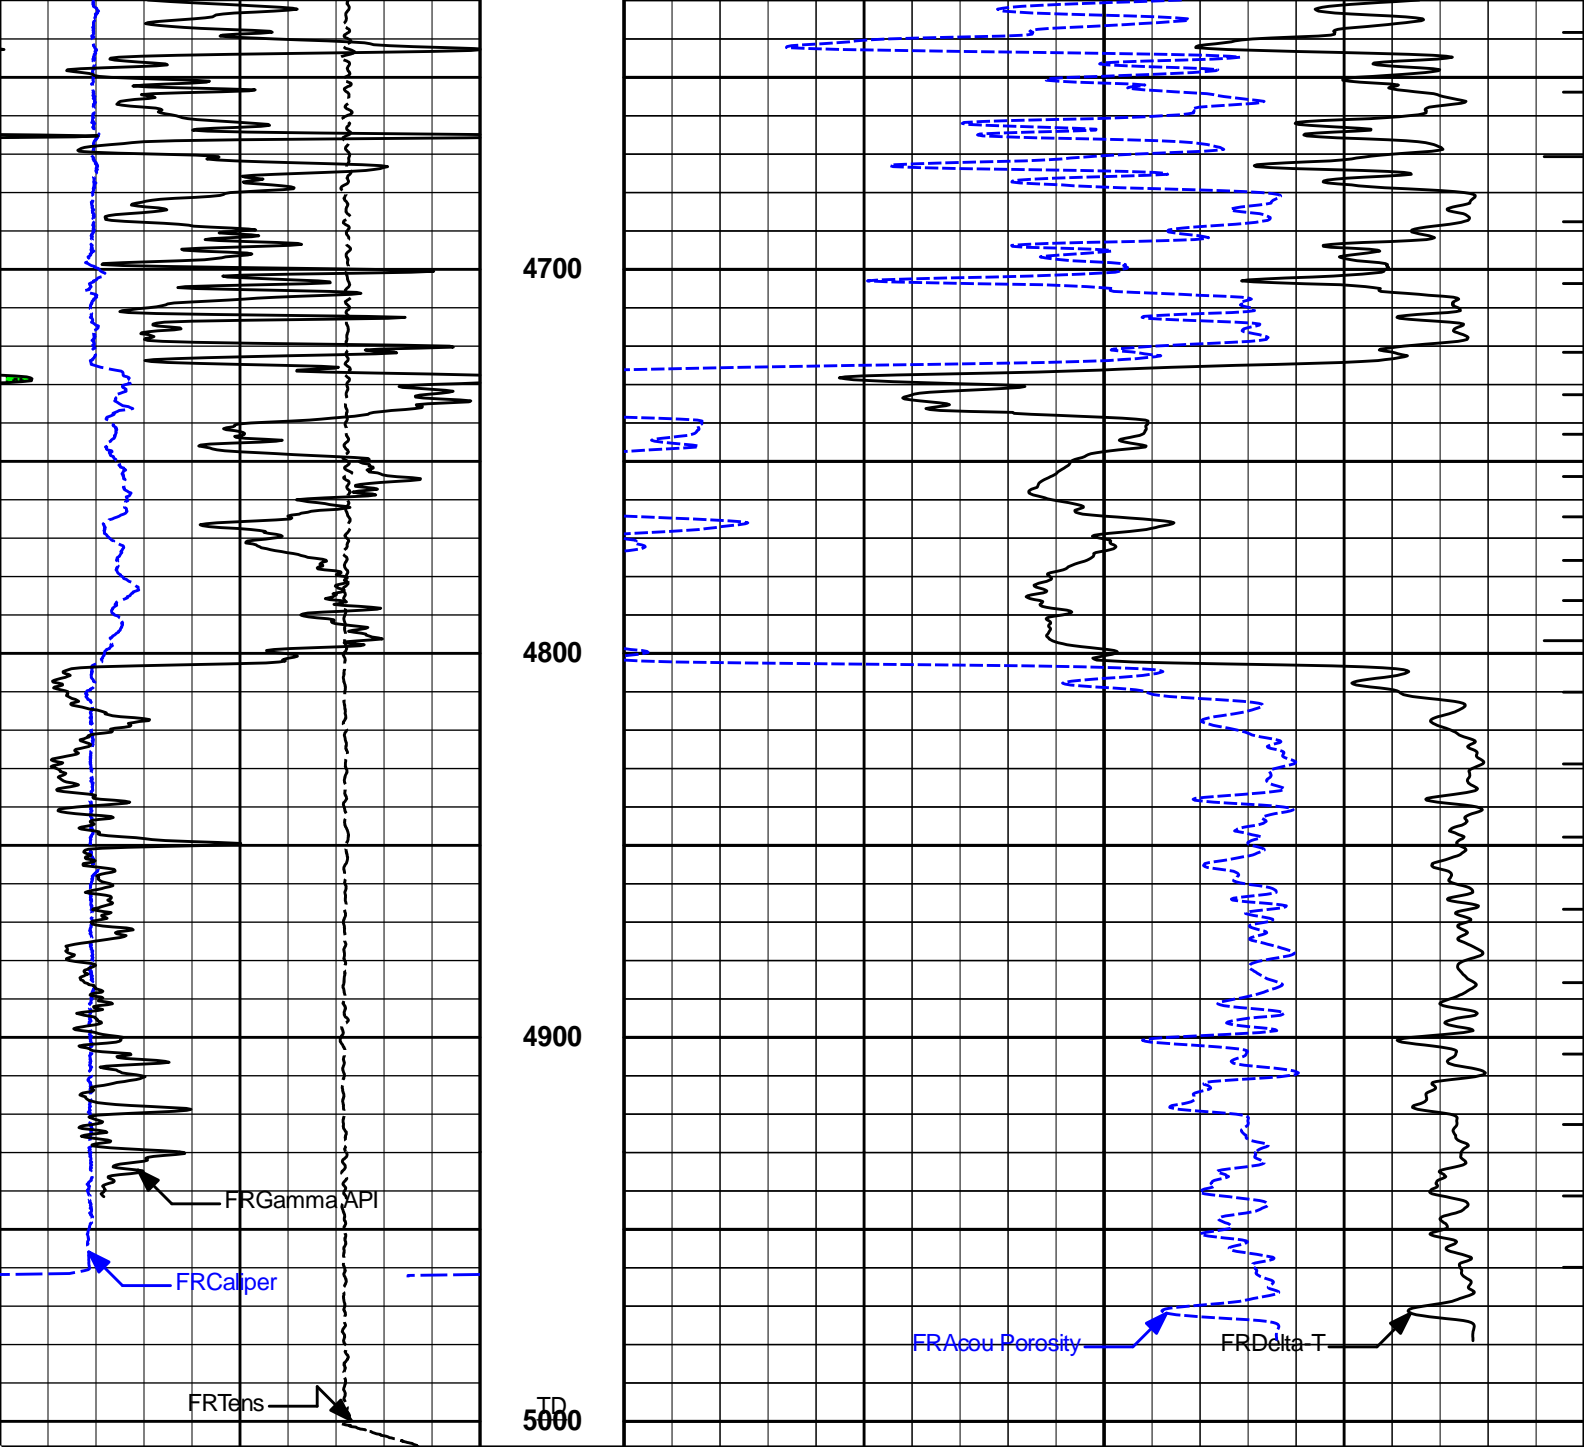 4700
4800
4900
FRGamma API
FRCaliper
FRAcou Porosity
FRDelta-T
FRTens
TD
5000